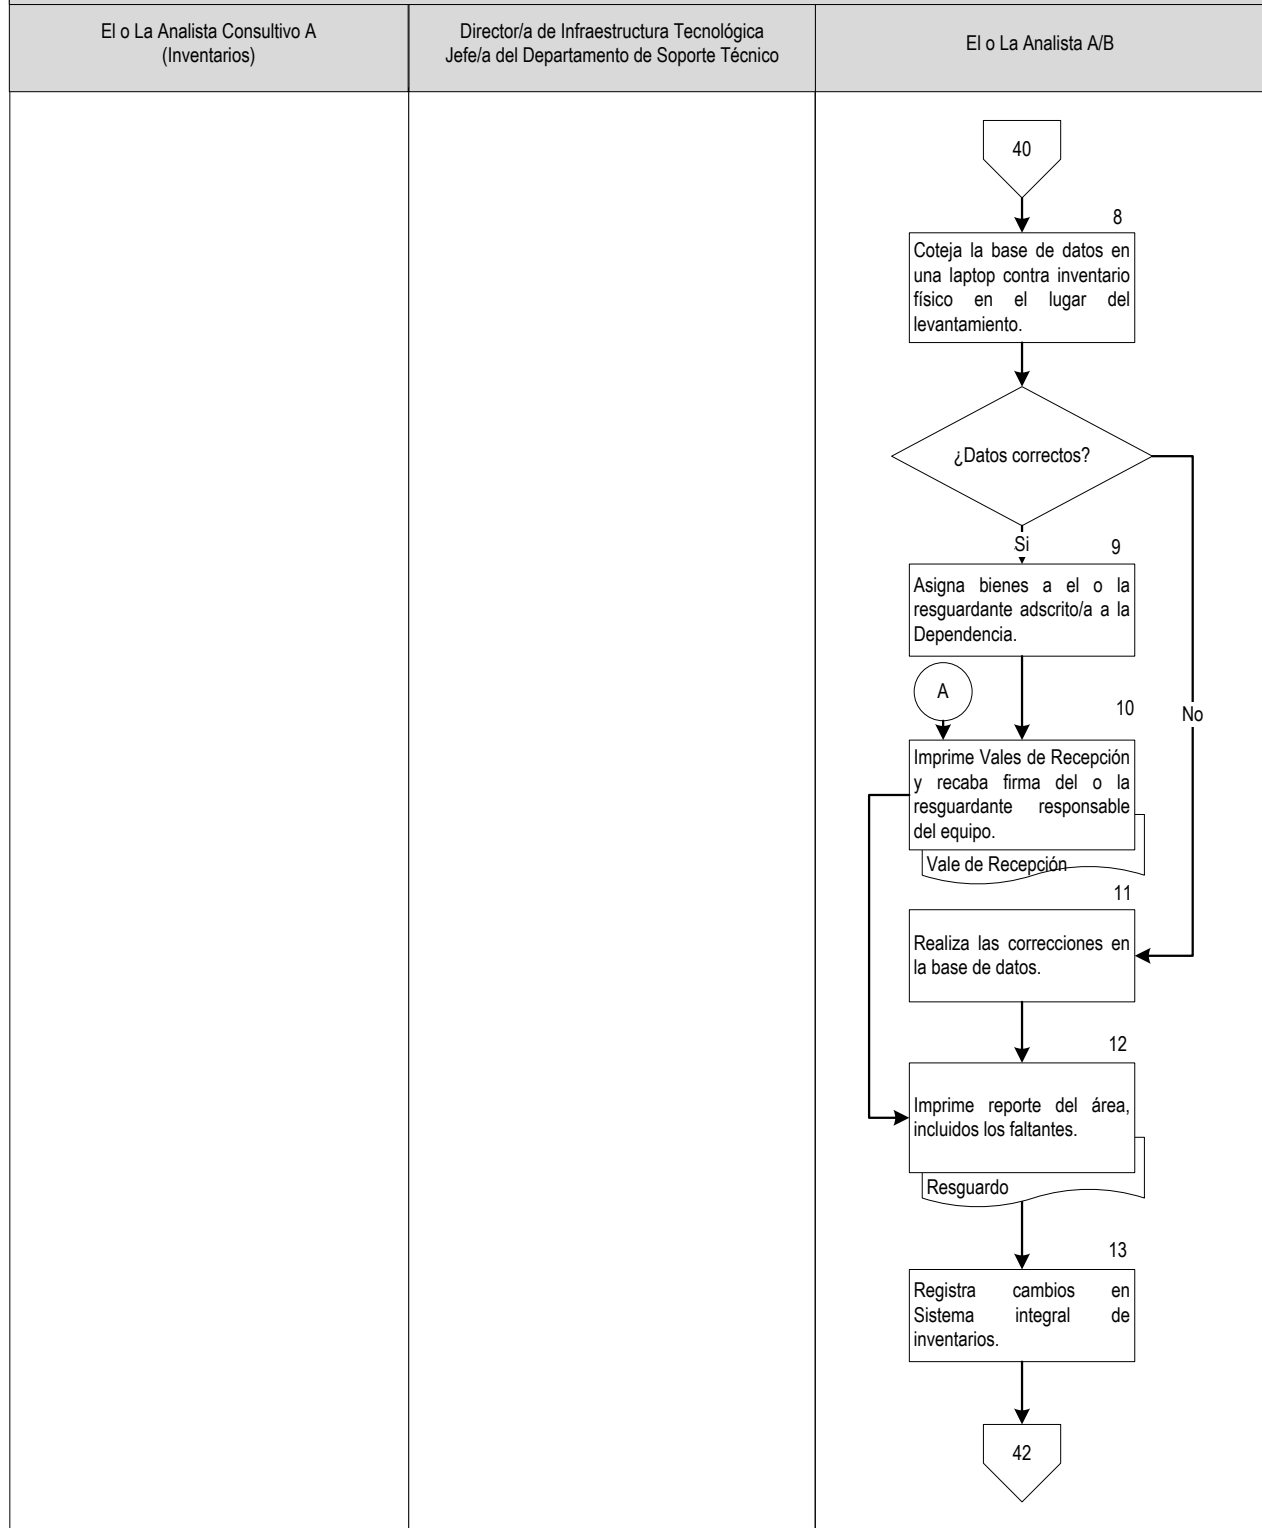 El o La Analista Consultivo A
(Inventarios)
Director/a de Infraestructura Tecnológica
Jefe/a del Departamento de Soporte Técnico
El o La Analista A/B
40
8
Coteja la base de datos en
una laptop contra inventario
físico en el lugar del
levantamiento.
¿Datos correctos?
Si
9
Asigna bienes a el o la
resguardante adscrito/a a la
Dependencia.
A
10
No
Imprime Vales de Recepción
y recaba firma del o la
resguardante responsable
del equipo.
Vale de Recepción
11
Realiza las correcciones en
la base de datos.
12
Imprime reporte del área,
incluidos los faltantes.
Resguardo
13
Registra cambios en
Sistema integral de
inventarios.
42